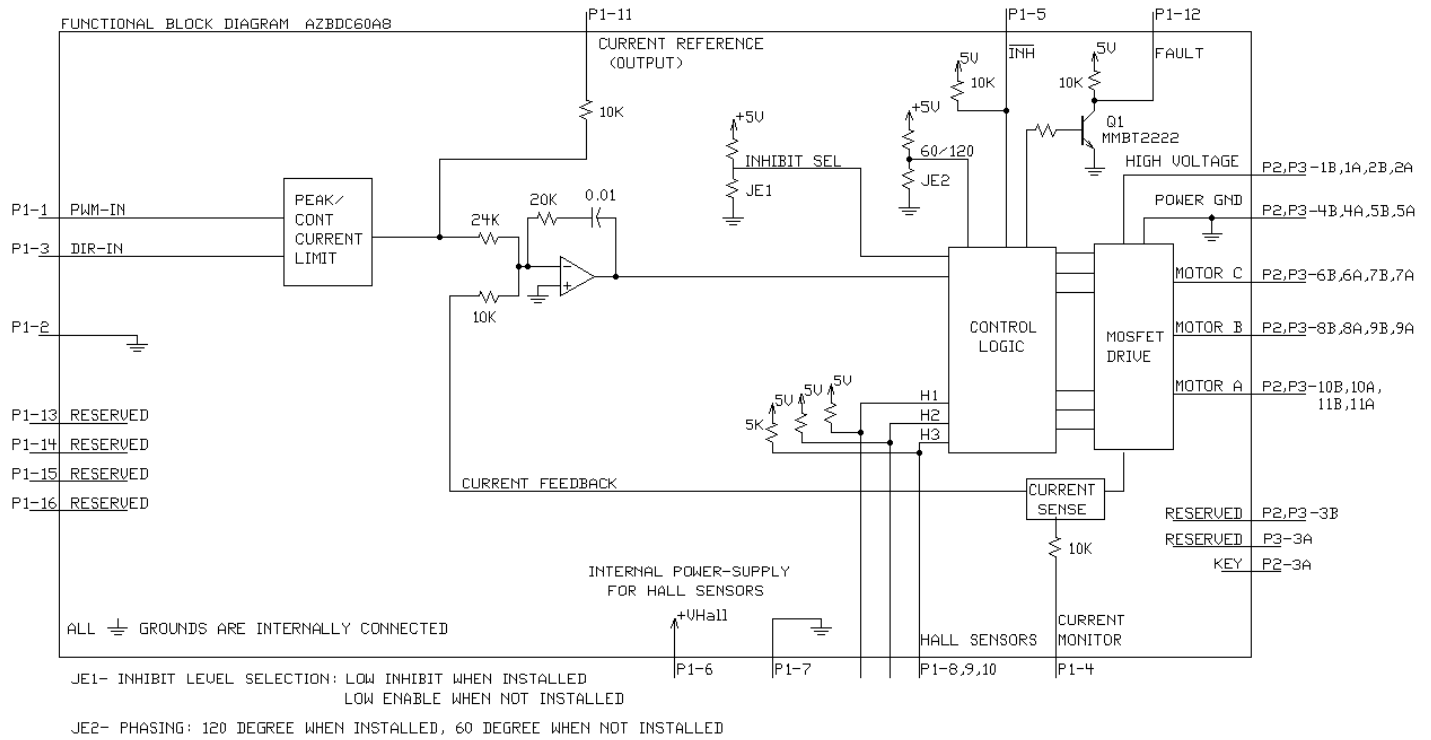 FUNCTIONAL BLOCK DIAGRAM AZBDC60A8
P1-11
P1-5
P1-12
CURRENT REFERENCE
(OUTPUT)
INH
FAULT
5V
10K
5V
10K
10K
+5V
+5V
Q1
MMBT2222
INHIBIT SEL
JE1
60/120
JE2
HIGH VOLTAGE
P2,P3-1B,1A,2B,2A
POWER GND
P2,P3-4B,4A,5B,5A
P1-1 PWM-IN
P1-3 DIR-IN
PEAK/
CONT
CURRENT
LIMIT
24K
20K
0.01
-
+
10K
P1-2
CONTROL
LOGIC
MOSFET
DRIVE
MOTOR C
P2,P3-6B,6A,7B,7A
MOTOR B
P2,P3-8B,8A,9B,9A
MOTOR A
P2,P3-10B,10A,
11B,11A
5V
5V
5V
5K
H1
H2
H3
P1-13 RESERVED
P1-14 RESERVED
P1-15 RESERVED
P1-16 RESERVED
CURRENT FEEDBACK
CURRENT
SENSE
10K
RESERVED P2,P3-3B
RESERVED P3-3A
KEY P2-3A
INTERNAL POWER-SUPPLY
FOR HALL SENSORS
+VHall
ALL GROUNDS ARE INTERNALLY CONNECTED
HALL SENSORS
CURRENT
MONITOR
P1-6
P1-7
P1-8,9,10
P1-4
JE1- INHIBIT LEVEL SELECTION: LOW INHIBIT WHEN INSTALLED
LOW ENABLE WHEN NOT INSTALLED
JE2- PHASING: 120 DEGREE WHEN INSTALLED, 60 DEGREE WHEN NOT INSTALLED